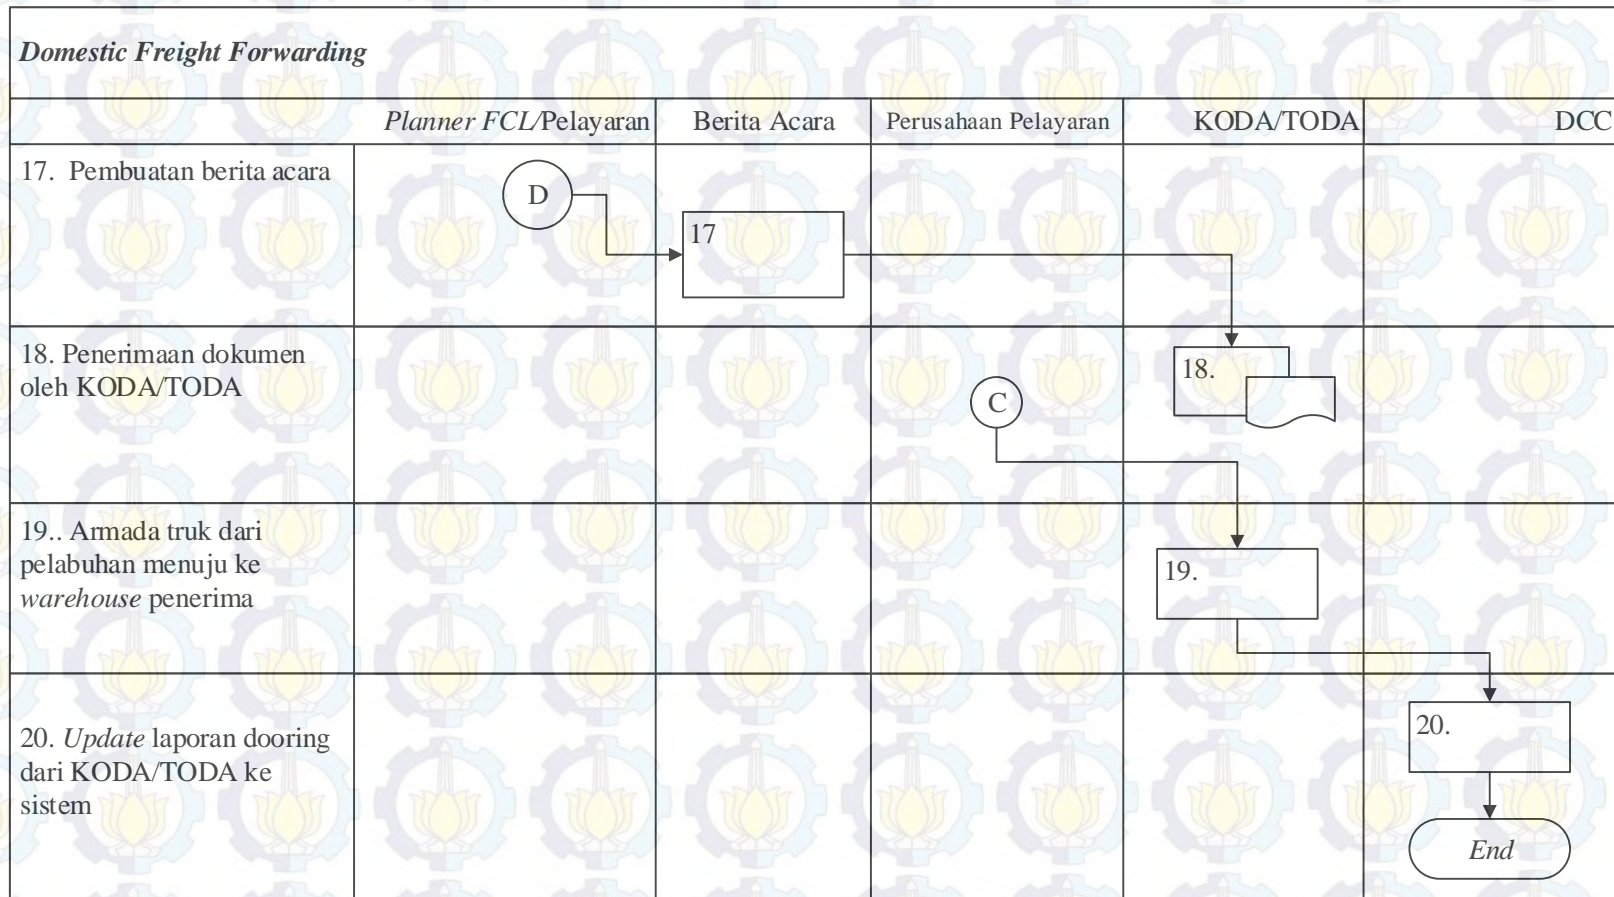 Domestic Freight Forwarding
Planner FCL/Pelayaran
Berita Acara
Perusahaan Pelayaran
KODA/TODA
DCC
17. Pembuatan berita acara
D
17
18. Penerimaan dokumen
oleh KODA/TODA
18.
C
19.. Armada truk dari
pelabuhan menuju ke
warehouse penerima
19.
20. Update laporan dooring
dari KODA/TODA ke
sistem
20.
End